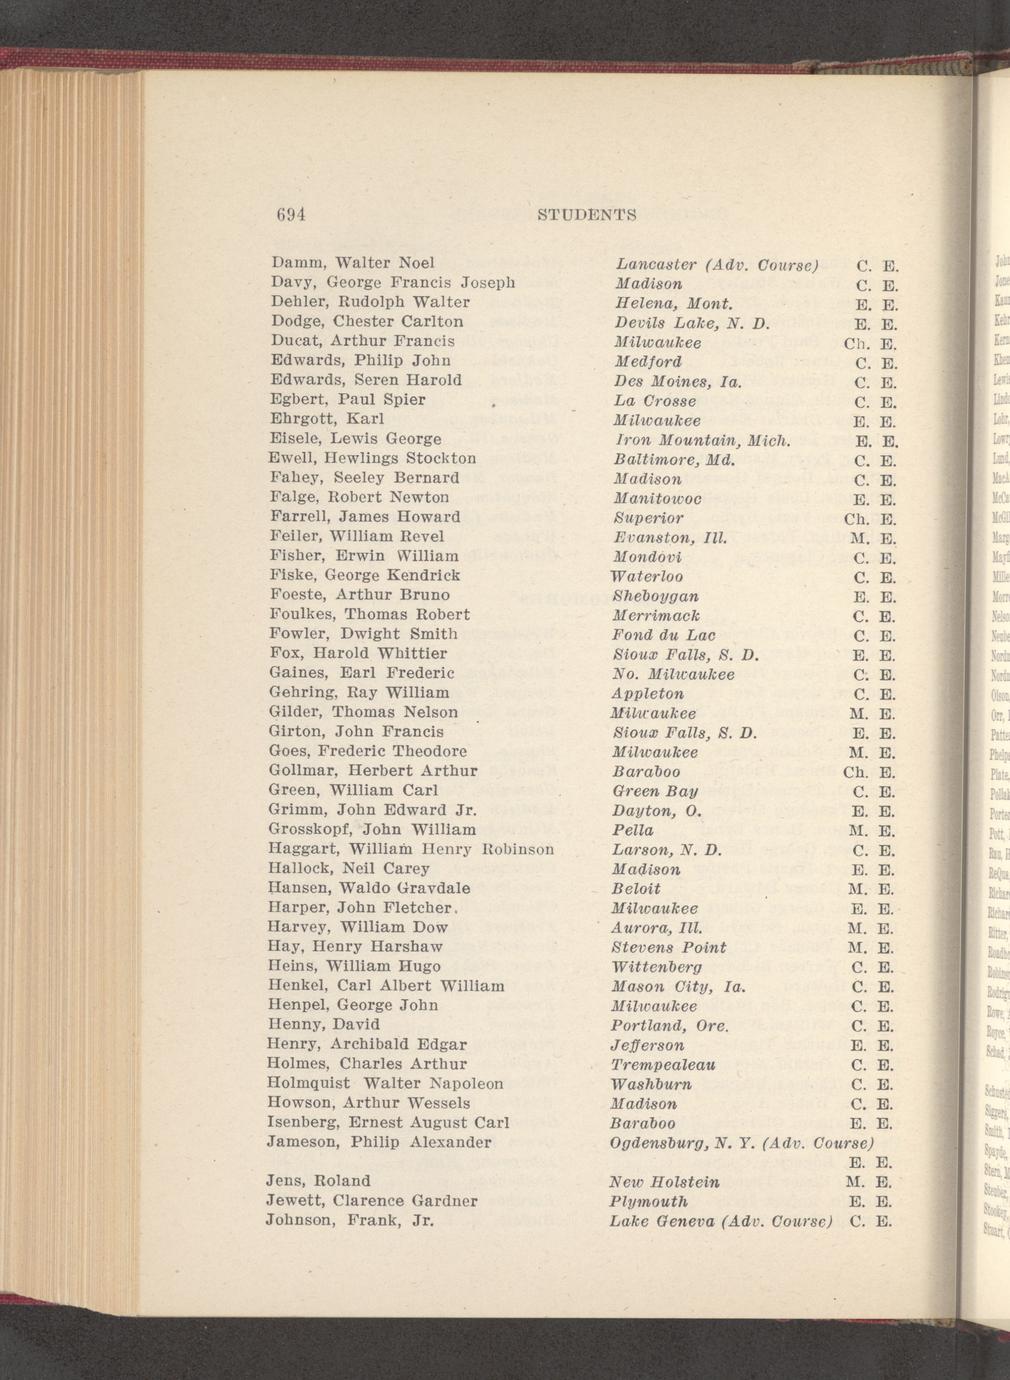 694 STUDENTS
Damm, Walter Noel Lancaster (Adv. Course) C. E.
Davy, George Francis Joseph Madison C. E.
Dehler, Rudolph Walter Helena, Mont. E. E.
Dodge, Chester Carlton Devils Lake, N. D. E. E.
Ducat, Arthur Francis Milwaukee Ch. E.
Edwards, Philip John Medford C. E.
Edwards, Seren Harold Des Moines, Ia. C. E.
Egbert, Paul Spier La Crosse C. E.
Ehrgott, Karl Milwaukee E. E.
Eisele, Lewis George Iron Mountain, Mich. E. E.
Ewell, Hewlings Stockton Baltimore, Md. C. E.
Fahey, Seeley Bernard Madison C. E.
Falge, Robert Newton Manitowoc E. E.
Farrell, James Howard Superior Ch. E.
Feiler, William Revel Evanston, Ill. M. E.
Fisher, Erwin William Mondovi C. E.
Fiske, George Kendrick Waterloo C. E.
Foeste, Arthur Bruno Sheboygan E. E.
Foulkes, Thomas Robert Merrimack C. E.
Fowler, Dwight Smith Fond du Lac C. E.
Fox, Harold Whittier Sioux Falls, S. D. E. E.
Gaines, Earl Frederic No. Milwaukee C. E.
Gehring, Ray William Appleton C. E.
Gilder, Thomas Nelson Milwaukee M. E.
Girton, John Francis Sioux Falls, S. D. E. E.
Goes, Frederic Theodore Milwaukee M. E.
Gollmar, Herbert Arthur Baraboo Ch. E.
Green, William Carl Green Bay C. E.
Grimm, John Edward Jr. Dayton, O. E. E.
Grosskopf, John William Pella M. E.
Haggart, William Henry Robinson Larson, N. D. C. E.
Hallock, Neil Carey Madison E. E.
Hansen, Waldo Gravdale Beloit M. E.
Harper, John Fletcher. Milwaukee E. E.
Harvey, William Dow Aurora, Ill. M. E.
Hay, Henry Harshaw Stevens Point M. E.
Heins, William Hugo Wittenberg C. E.
Henkel, Carl Albert William Mason City, Ia. C. E.
Henpel, George John Milwaukee C. E.
Henny, David Portland, Ore. C. E.
Henry, Archibald Edgar Jefferson E. E.
Holmes, Charles Arthur Trempealeau C. E.
Holmquist Walter Napoleon Washburn C. E.
Howson, Arthur Wessels Madison C. E.
Isenberg, Ernest August Carl Baraboo E. E.
Jameson, Philip Alexander Ogdensburg, N. Y. (Adv. Course)
E. E.
Jens, Roland New Holstein M. E.
Jewett, Clarence Gardner Plymouth E. E.
Johnson, Frank, Jr. Lake Geneva (Adv. Course) C. E.